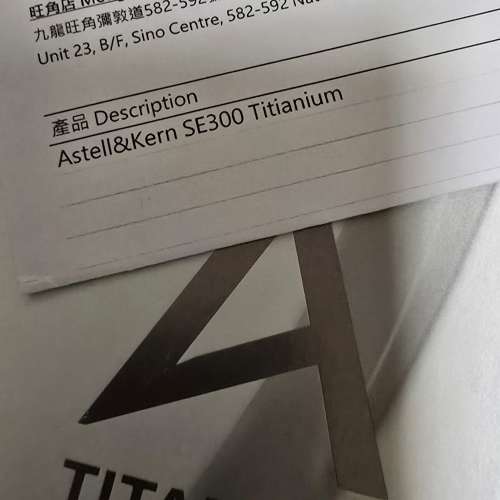 旺角店
九龍旺角彌敦道582-592
Unit 23, B/F, Sino Centre, 582-592
產品 Description
Astell&Kern SE300 Titianium